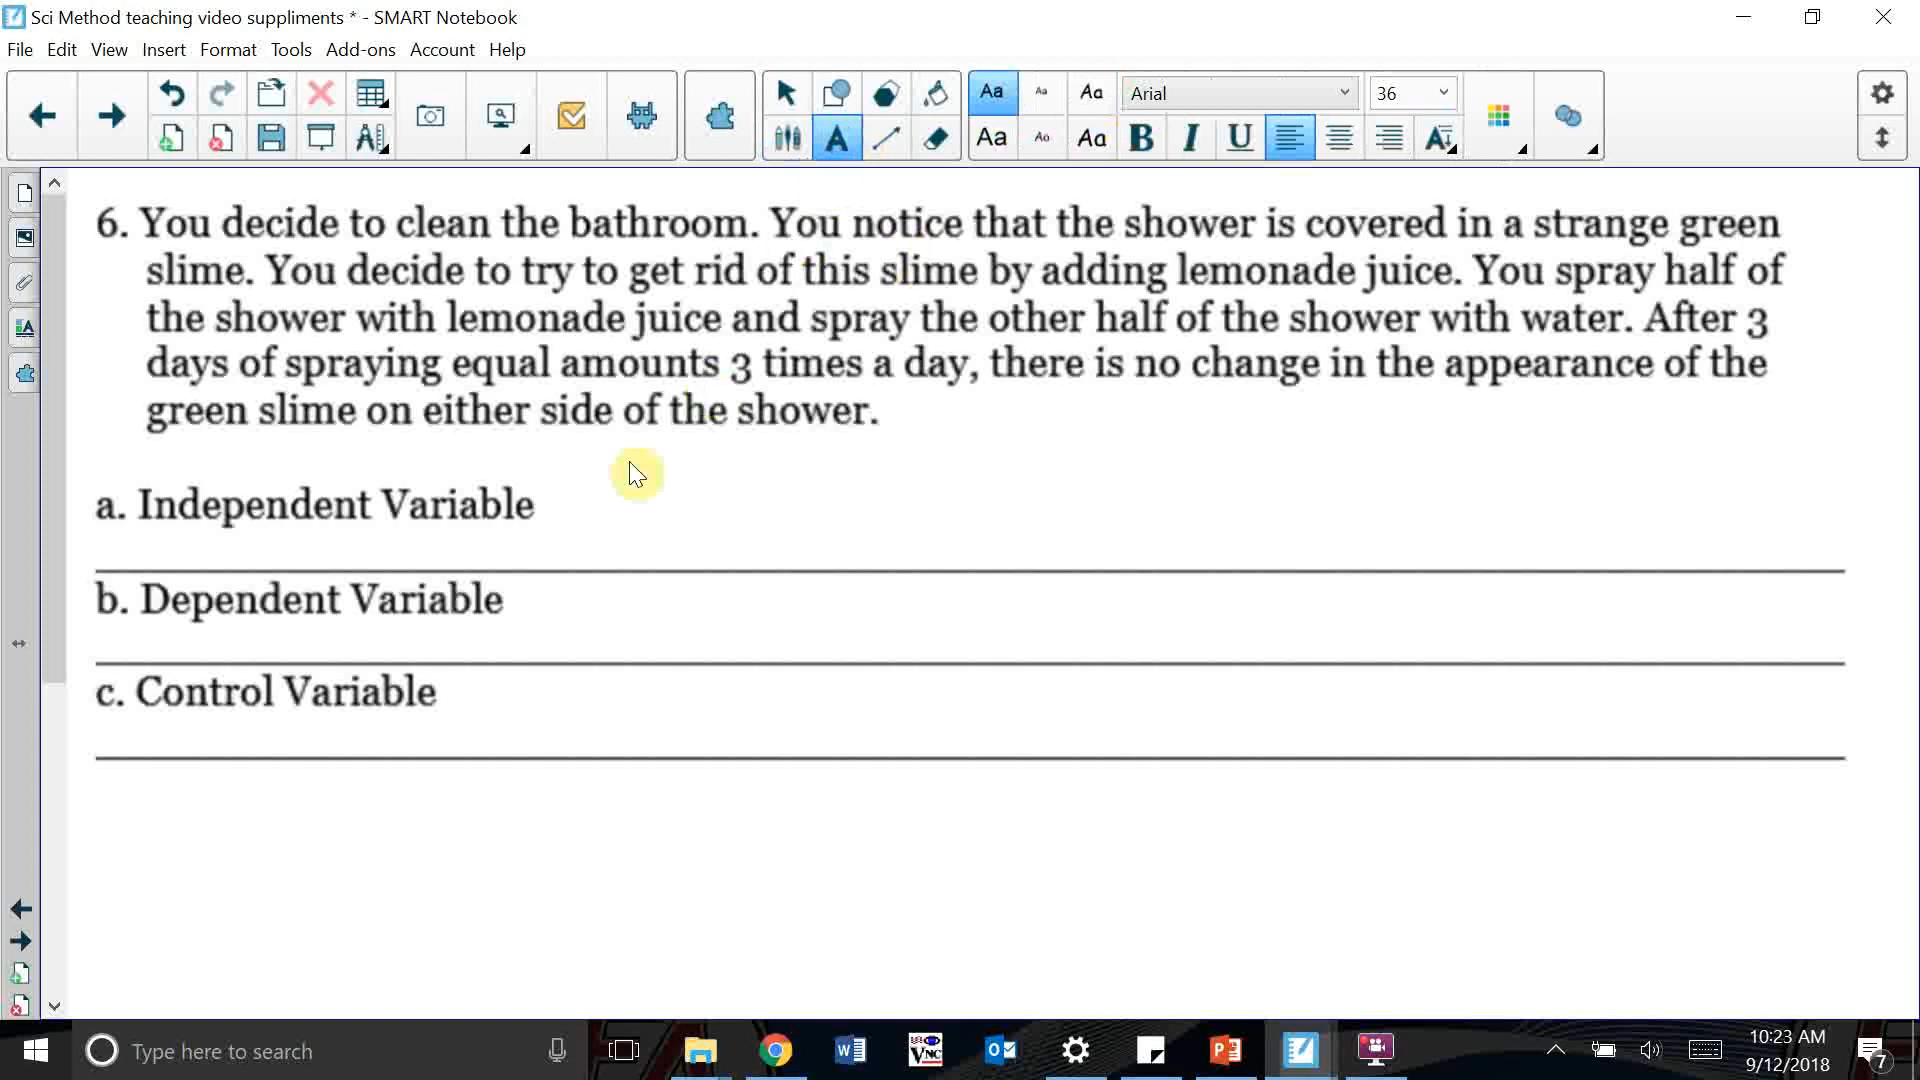 Sci Method teaching video suppliments * - SMART Notebook
File Edit View Insert Format Tools Add-ons Account Help
Aa Aa Aa Arial 36
A Aa Aa Aa B I U A
6. You decide to clean the bathroom. You notice that the shower is covered in a strange green
slime. You decide to try to get rid of this slime by adding lemonade juice. You spray half of
the shower with lemonade juice and spray the other half of the shower with water. After 3
days of spraying equal amounts 3 times a day, there is no change in the appearance of the
green slime on either side of the shower.
a. Independent Variable
b. Dependent Variable
c. Control Variable
Type here to search
10:23 AM
9/12/2018
7